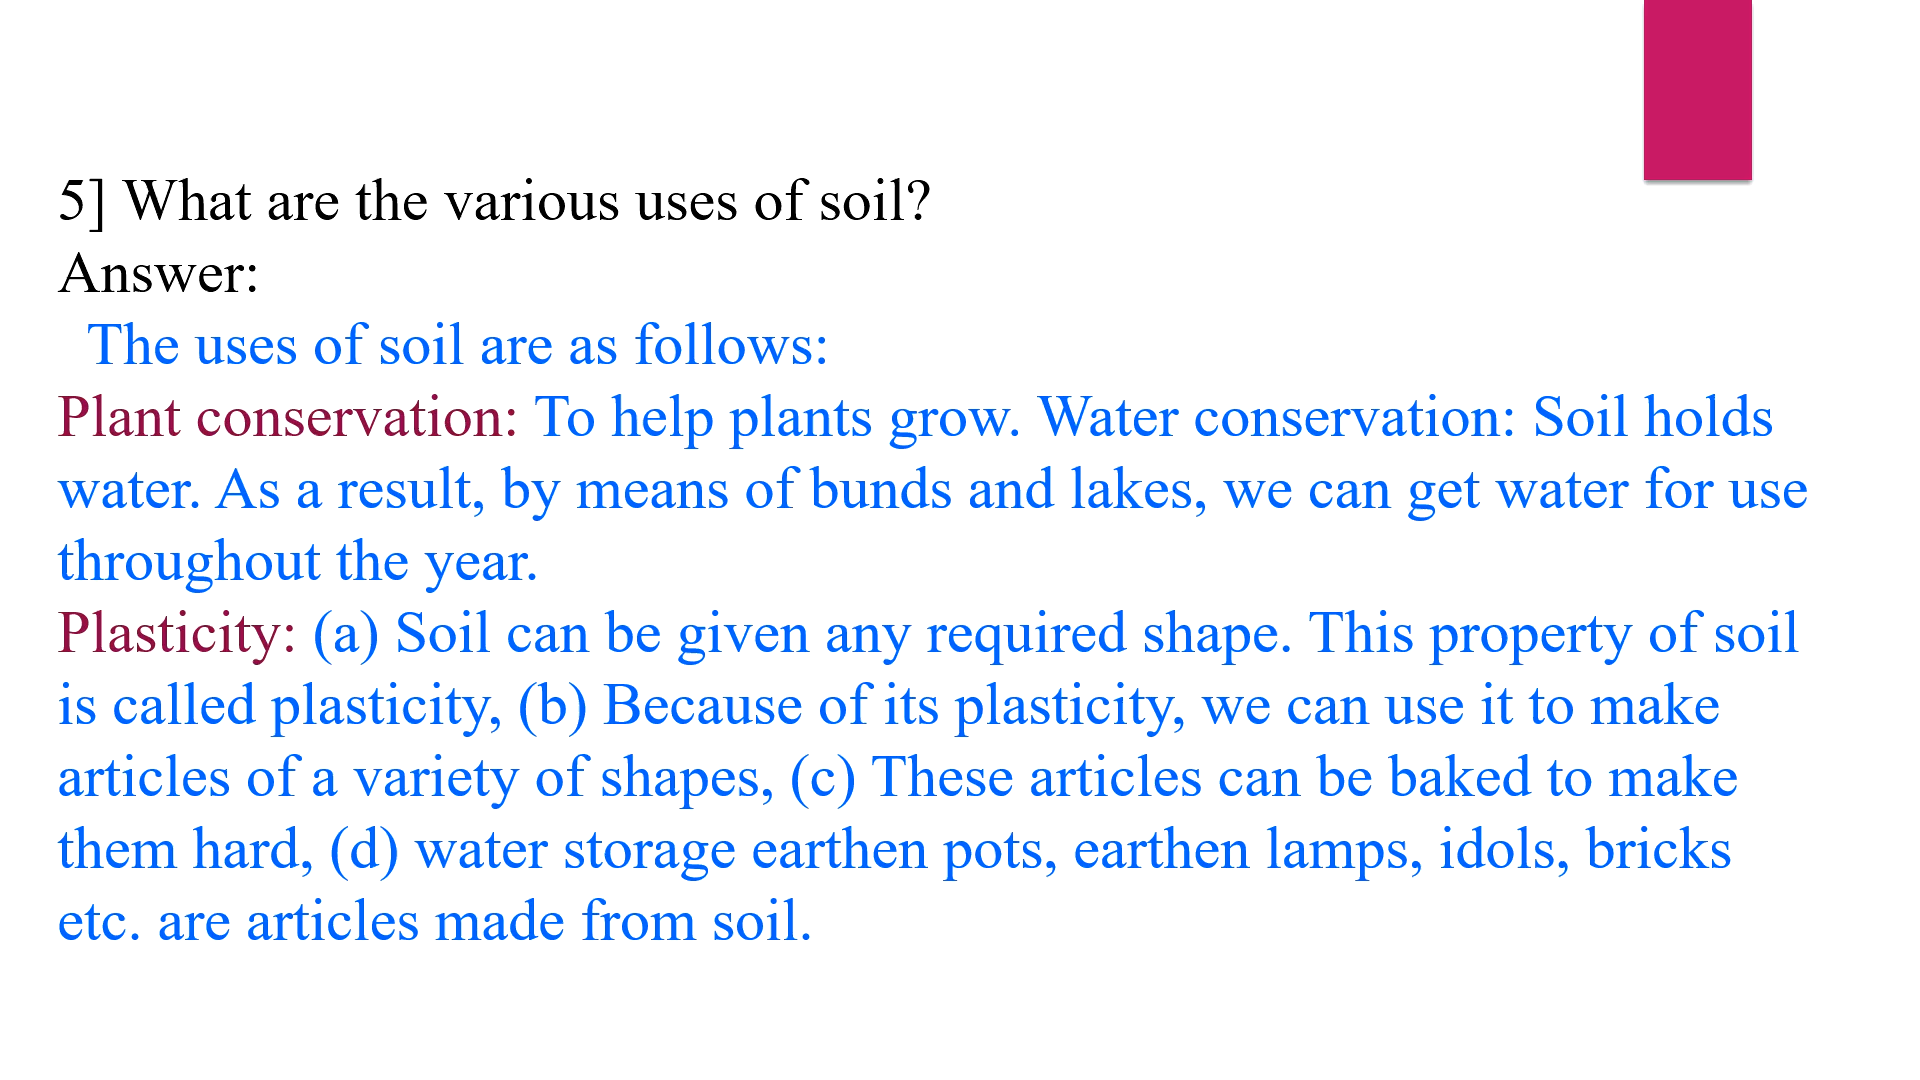 5] What are the various uses of soil?
Answer:
The uses of soil are as follows:
Plant conservation: To help plants grow. Water conservation: Soil holds
water. As a result, by means of bunds and lakes, we can get water for use
throughout the year.
Plasticity: (a) Soil can be given any required shape. This property of soil
is called plasticity, (b) Because of its plasticity, we can use it to make
articles of a variety of shapes, (c) These articles can be baked to make
them hard, (d) water storage earthen pots, earthen lamps, idols, bricks
etc. are articles made from soil.